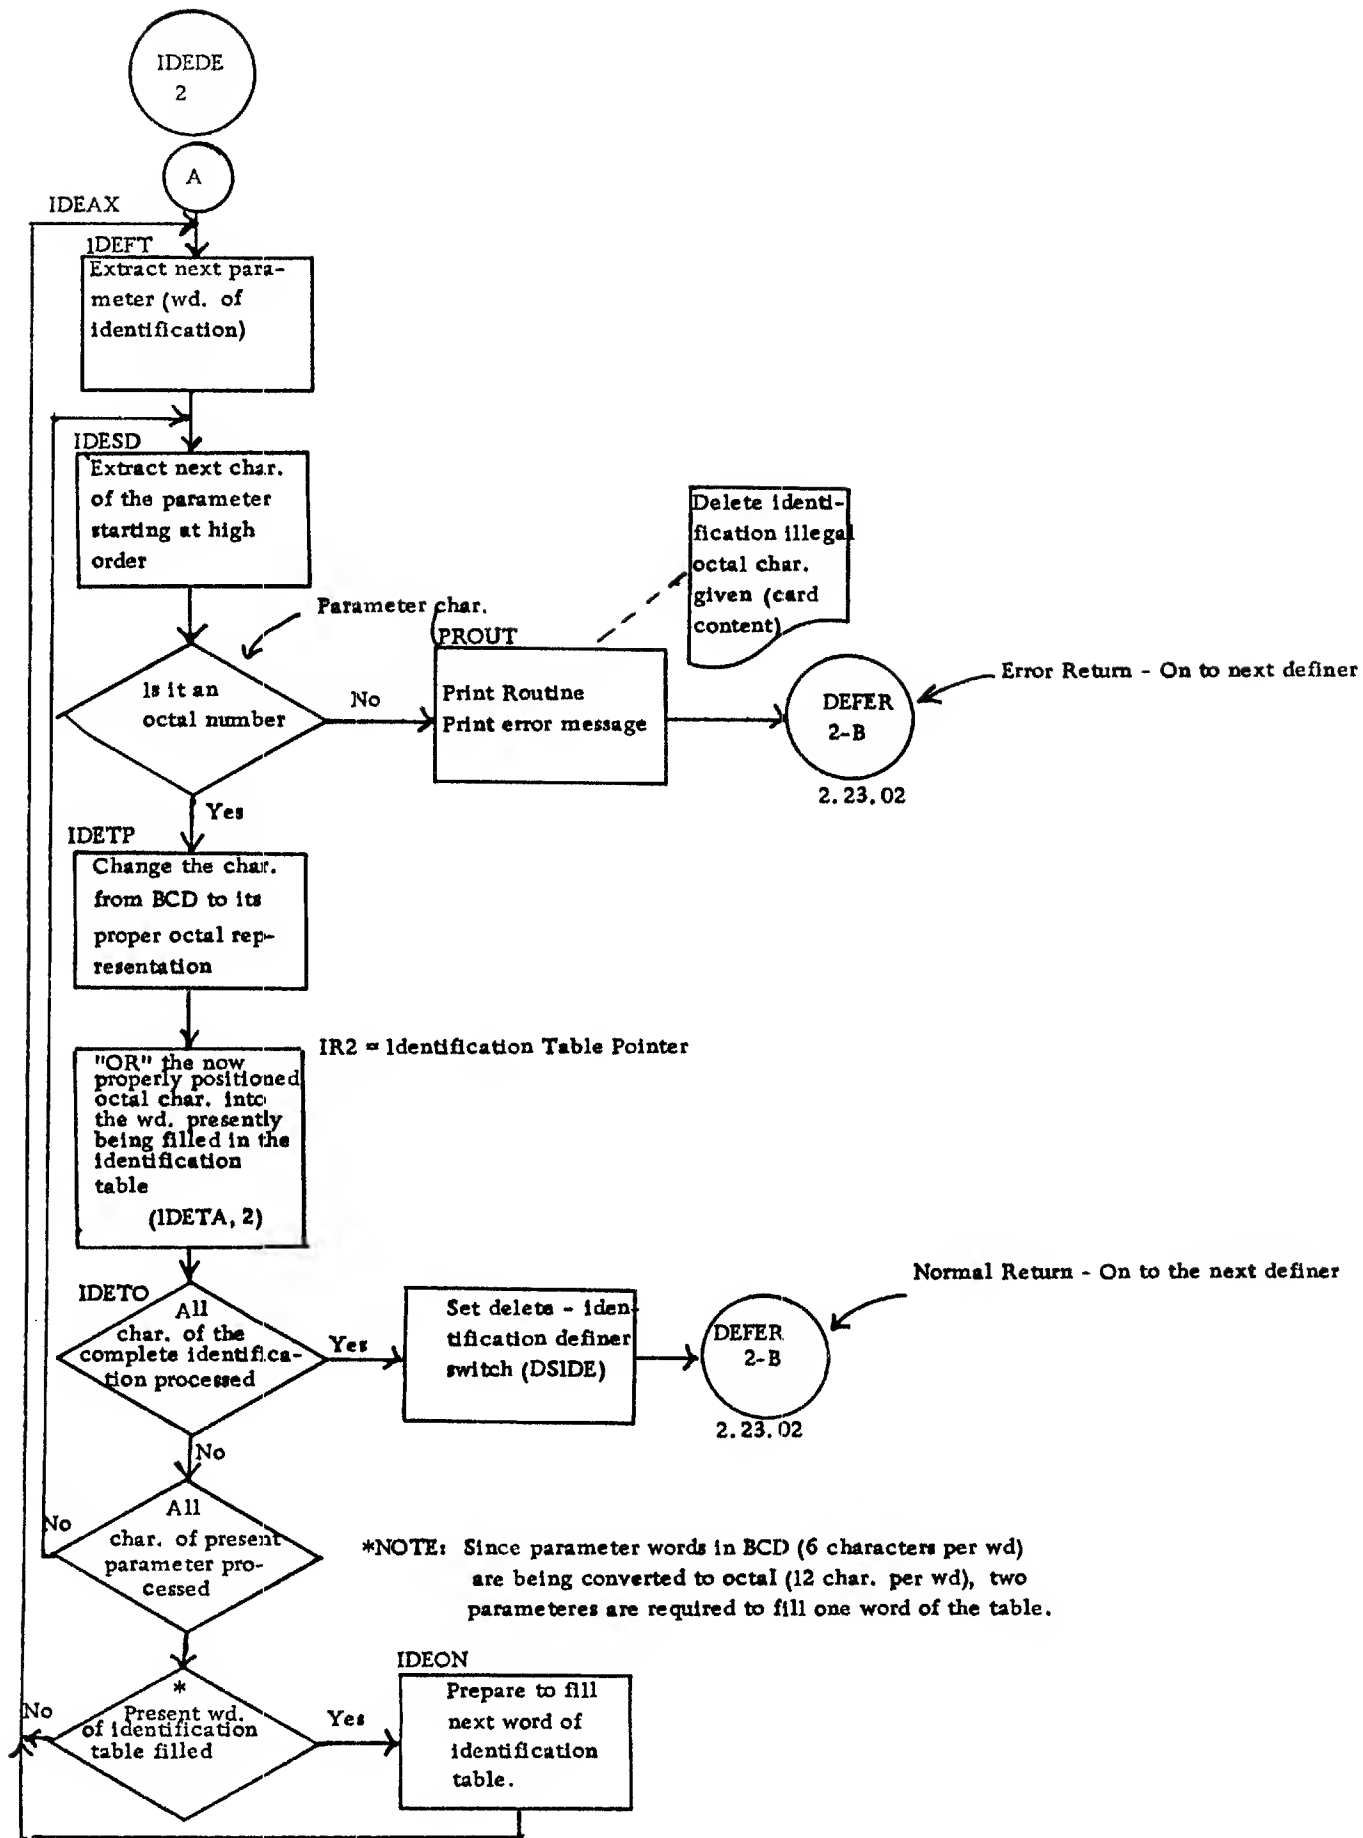 IDEDE
2
A
IDEAX
IDEFT
Extract next para-
meter (wd. of
identification)
IDESD
Extract next char.
of the parameter
starting at high
order
Parameter char.
Is it an
octal number
No
Yes
PROUT
Print Routine
Print error message
Delete identi-
fication illegal
octal char.
given (card
content)
DEFER
2-B
2.23.02
Error Return - On to next definer
IDETP
Change the char.
from BCD to its
proper octal rep-
resentation
IR2 = Identification Table Pointer
"OR" the now
properly positioned
octal char. into
the wd. presently
being filled in the
identification
table
(IDETA, 2)
IDETO
All
char. of the
complete identifica-
tion processed
Yes
No
Set delete - iden-
tification definer
switch (DSIDE)
DEFER
2-B
2.23.02
Normal Return - On to the next definer
All
char. of present
parameter pro-
cessed
No
*NOTE: Since parameter words in BCD (6 characters per wd)
are being converted to octal (12 char. per wd), two
parameteres are required to fill one word of the table.
*
Present wd.
of identification
table filled
No
Yes
IDEON
Prepare to fill
next word of
identification
table.